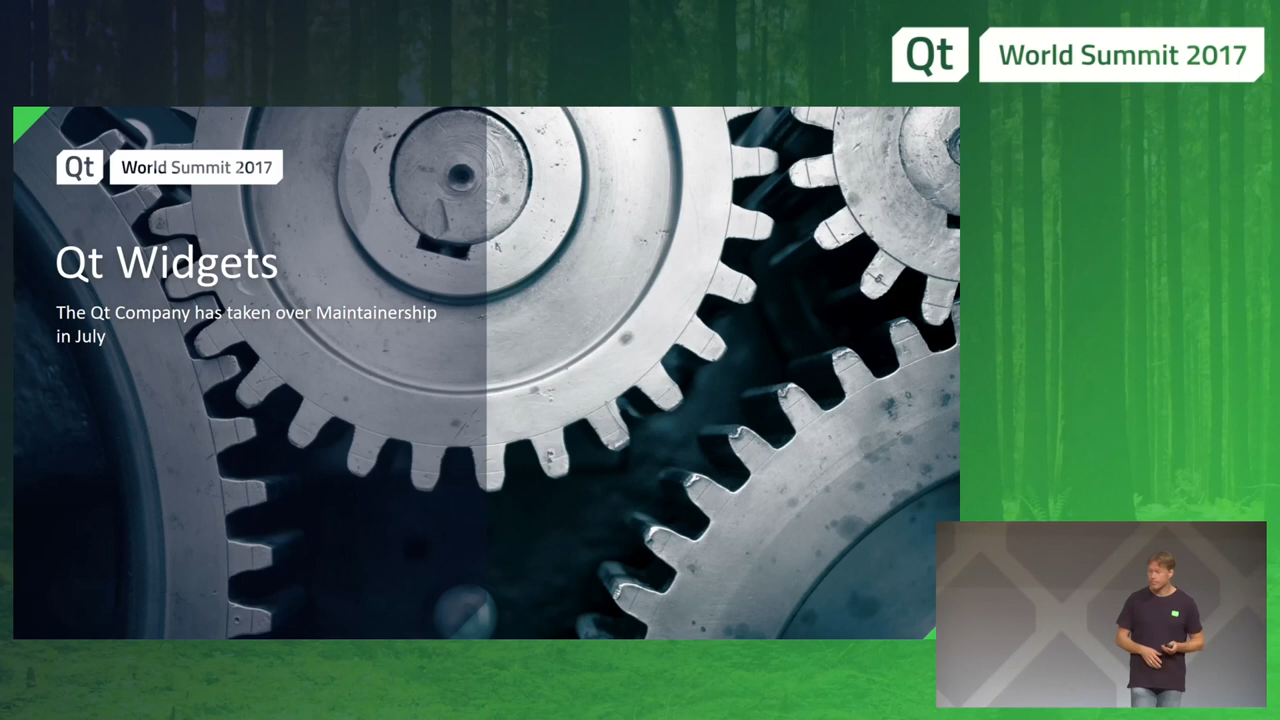 Qt World Summit 2017
Qt World Summit 2017
Qt Widgets
The Qt Company has taken over Maintainership
in July